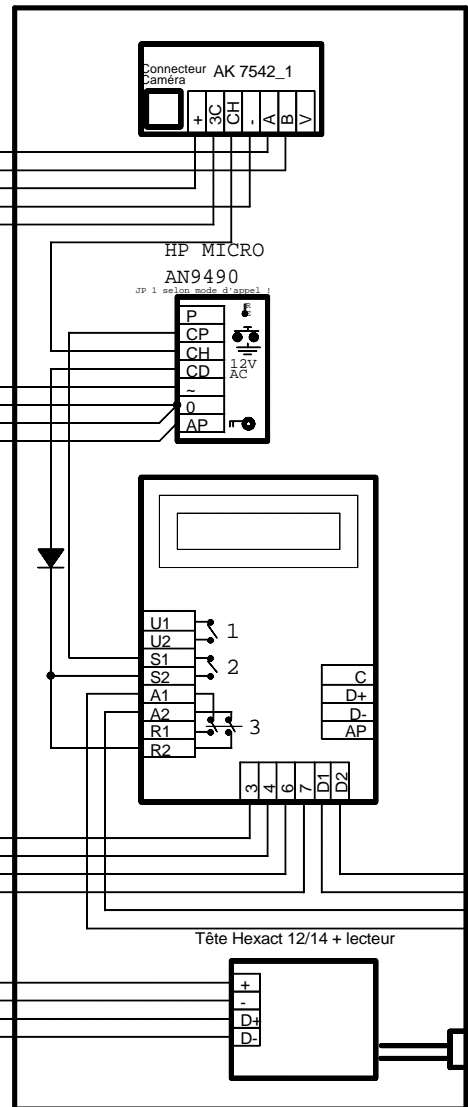 Connecteur
Caméra
AK 7542_1
+
3C
CH
-
A
B
V
HP MICRO
AN9490
JP 1 selon mode d'appel !
P
CP
CH
CD
~
0
AP
12V
AC
U1
U2
S1
S2
A1
A2
R1
R2
1
2
3
C
D+
D-
AP
3
4
6
7
D1
D2
Tête Hexact 12/14 + lecteur
+
-
D+
D-